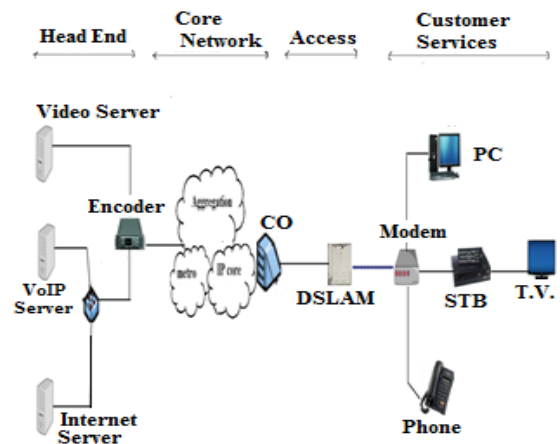 Head End
Core
Network
Access
Customer
Services
Video Server
Encoder
Aggregation
metro
IP core
CO
PC
Modem
VoIP
Server
DSLAM
STB
T.V.
Internet
Server
Phone